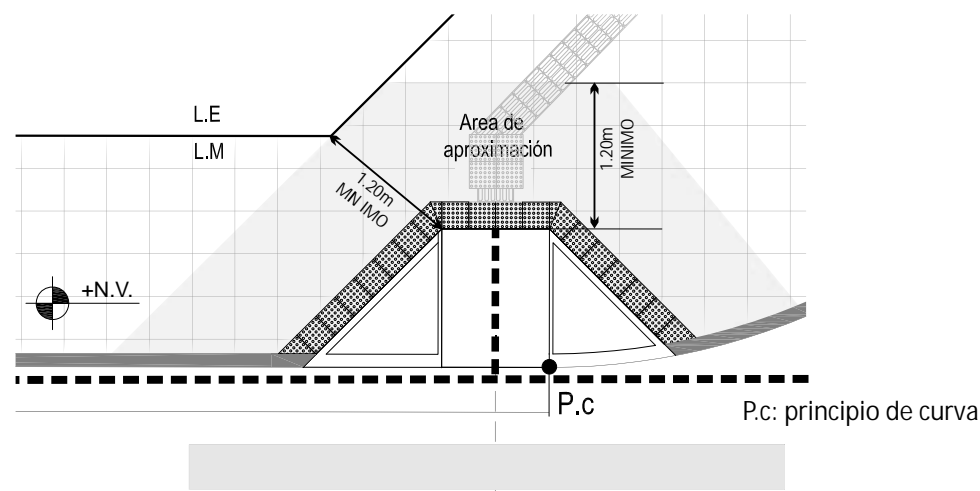 L.E
L.M
Area de
aproximación
1.20m
MINIMO
1.20m
MN IMO
+N.V.
P.c
P.c: principio de curva